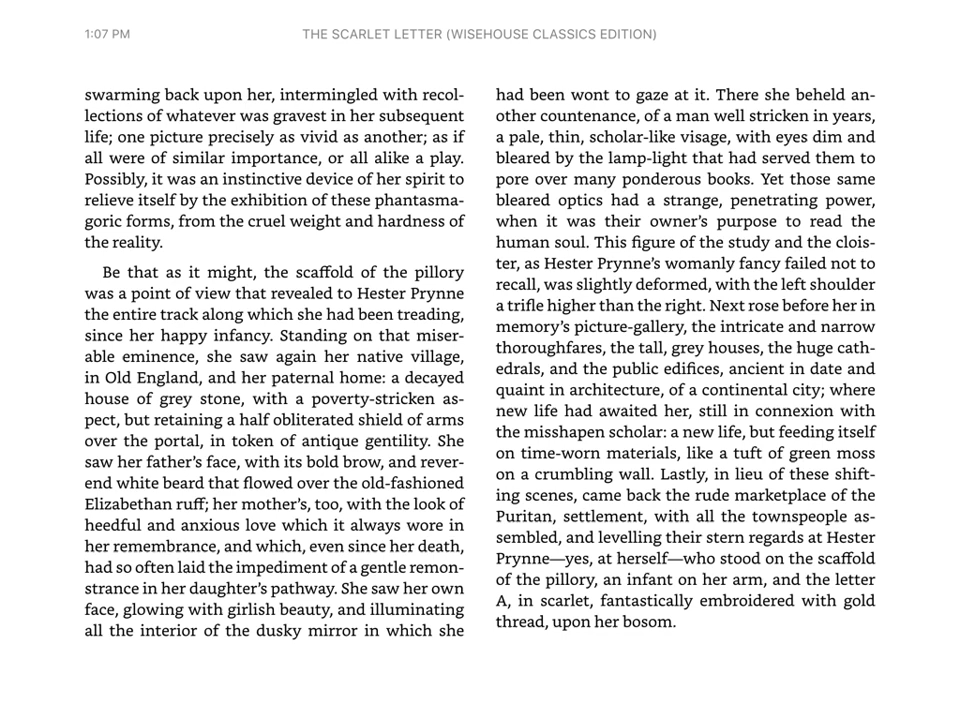 1:07 PM
THE SCARLET LETTER (WISEHOUSE CLASSICS EDITION)
swarming back upon her, intermingled with recol-
lections of whatever was gravest in her subsequent
life; one picture precisely as vivid as another; as if
all were of similar importance, or all alike a play.
Possibly, it was an instinctive device of her spirit to
relieve itself by the exhibition of these phantasma-
goric forms, from the cruel weight and hardness of
the reality.
Be that as it might, the scaffold of the pillory
was a point of view that revealed to Hester Prynne
the entire track along which she had been treading,
since her happy infancy. Standing on that miser-
able eminence, she saw again her native village,
in Old England, and her paternal home: a decayed
house of grey stone, with a poverty-stricken as-
pect, but retaining a half obliterated shield of arms
over the portal, in token of antique gentility. She
saw her father's face, with its bold brow, and rever-
end white beard that flowed over the old-fashioned
Elizabethan ruff; her mother's, too, with the look of
heedful and anxious love which it always wore in
her remembrance, and which, even since her death,
had so often laid the impediment of a gentle remon-
strance in her daughter's pathway. She saw her own
face, glowing with girlish beauty, and illuminating
all the interior of the dusky mirror in which she
had been wont to gaze at it. There she beheld an-
other countenance, of a man well stricken in years,
a pale, thin, scholar-like visage, with eyes dim and
bleared by the lamp-light that had served them to
pore over many ponderous books. Yet those same
bleared optics had a strange, penetrating power,
when it was their owner's purpose to read the
human soul. This figure of the study and the clois-
ter, as Hester Prynne's womanly fancy failed not to
recall, was slightly deformed, with the left shoulder
a trifle higher than the right. Next rose before her in
memory's picture-gallery, the intricate and narrow
thoroughfares, the tall, grey houses, the huge cath-
edrals, and the public edifices, ancient in date and
quaint in architecture, of a continental city; where
new life had awaited her, still in connexion with
the misshapen scholar: a new life, but feeding itself
on time-worn materials, like a tuft of green moss
on a crumbling wall. Lastly, in lieu of these shift-
ing scenes, came back the rude marketplace of the
Puritan, settlement, with all the townspeople as-
sembled, and levelling their stern regards at Hester
Prynne—yes, at herself—who stood on the scaffold
of the pillory, an infant on her arm, and the letter
A, in scarlet, fantastically embroidered with gold
thread, upon her bosom.